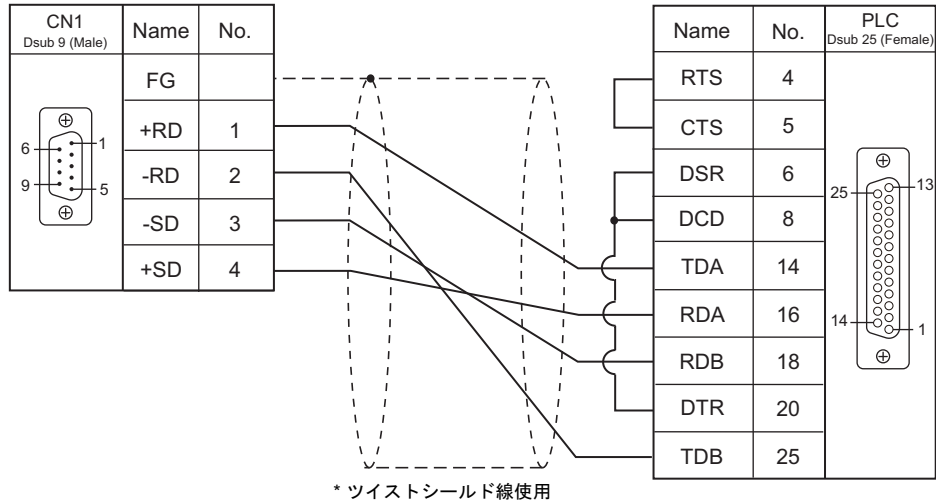 CN1
Dsub 9 (Male)
Name No.
FG
+RD 1
-RD 2
-SD 3
+SD 4
6
1
9
5
Name No.
PLC
Dsub 25 (Female)
RTS 4
CTS 5
DSR 6
DCD 8
TDA 14
RDA 16
RDB 18
DTR 20
TDB 25
25
13
14
1
* ツイストシールド線使用